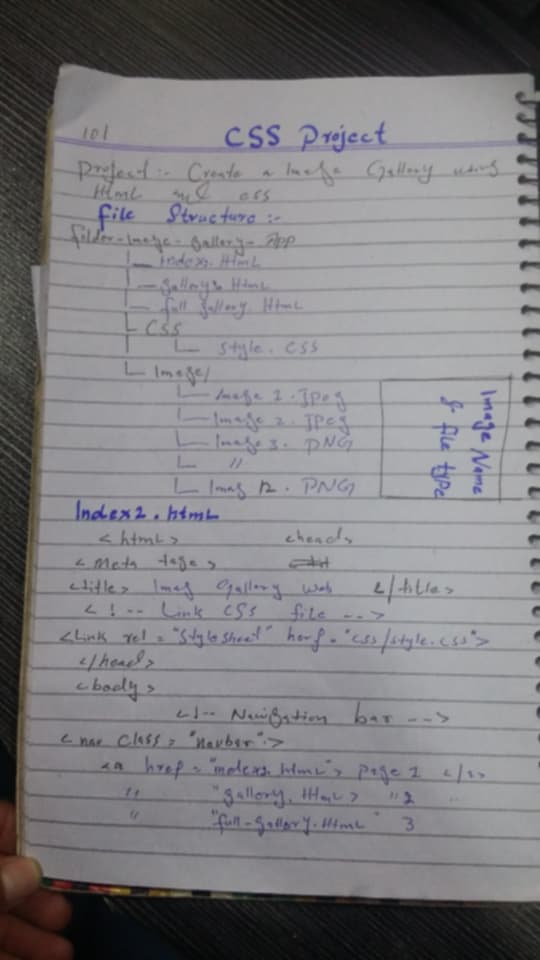 101 CSS Project
Project :- Create a Image Gallery using
Html and css
file Structure :-
folder-Image-Gallery-App
Index2.Html
gallery2.Html
full gallery Html
CSS
style.css
Image/
Image 1.Jpeg
Image 2.Jpeg
Image 3. PNG
"
Imag 12. PNG
Image Name
& file type
Index2.html
<html> <head>
<meta tage>
<title> Imag Gallery web </title>
<!-- Link CSS file -->
<Link rel = "Stylesheet" herf = "css/style.css">
</head>
<body>
<!-- Navigation bar -->
<nav class = "navbar">
<a href = "index2.html"> page 1 </a>
" "gallery.Html> " 2 "
" "full-gallery.Html" 3